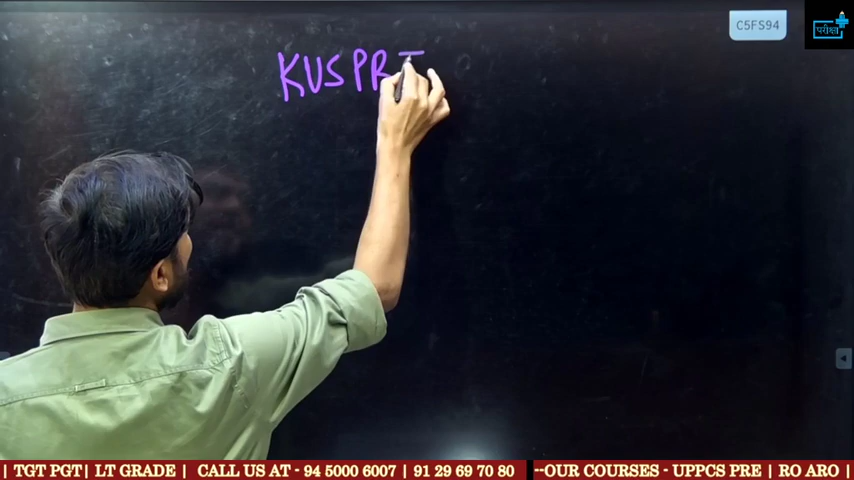 C5FS94
परीक्षा
KUSPR
| TGT PGT| LT GRADE | CALL US AT - 94 5000 6007 | 91 29 69 70 80 --OUR COURSES - UPPCS PRE | RO ARO |